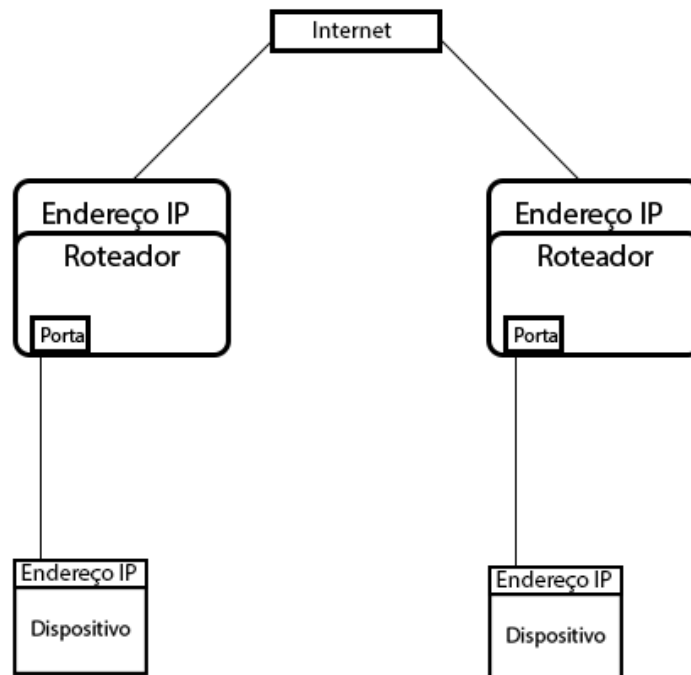 Internet
Endereço IP
Roteador
Porta
Endereço IP
Roteador
Porta
Endereço IP
Dispositivo
Endereço IP
Dispositivo